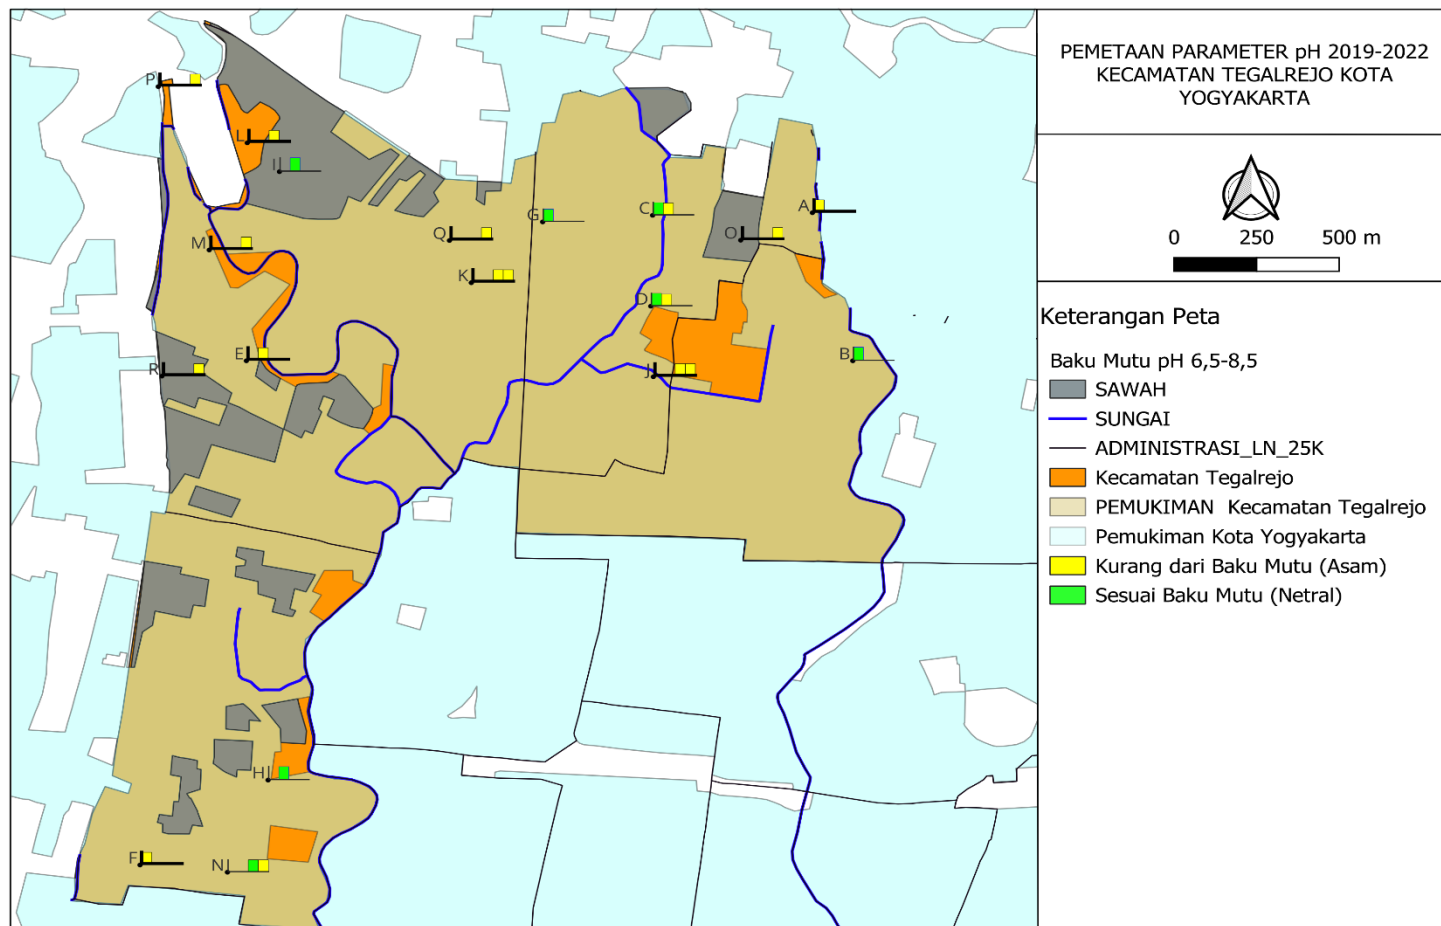 PEMETAAN PARAMETER pH 2019-2022
KECAMATAN TEGALREJO KOTA
YOGYAKARTA
0 250 500 m
Keterangan Peta
Baku Mutu pH 6,5-8,5
SAWAH
SUNGAI
ADMINISTRASI_LN_25K
Kecamatan Tegalrejo
PEMUKIMAN Kecamatan Tegalrejo
Pemukiman Kota Yogyakarta
Kurang dari Baku Mutu (Asam)
Sesuai Baku Mutu (Netral)
P
L
I
G
C
A
M
Q
O
K
D
E
B
R
J
H
F
N